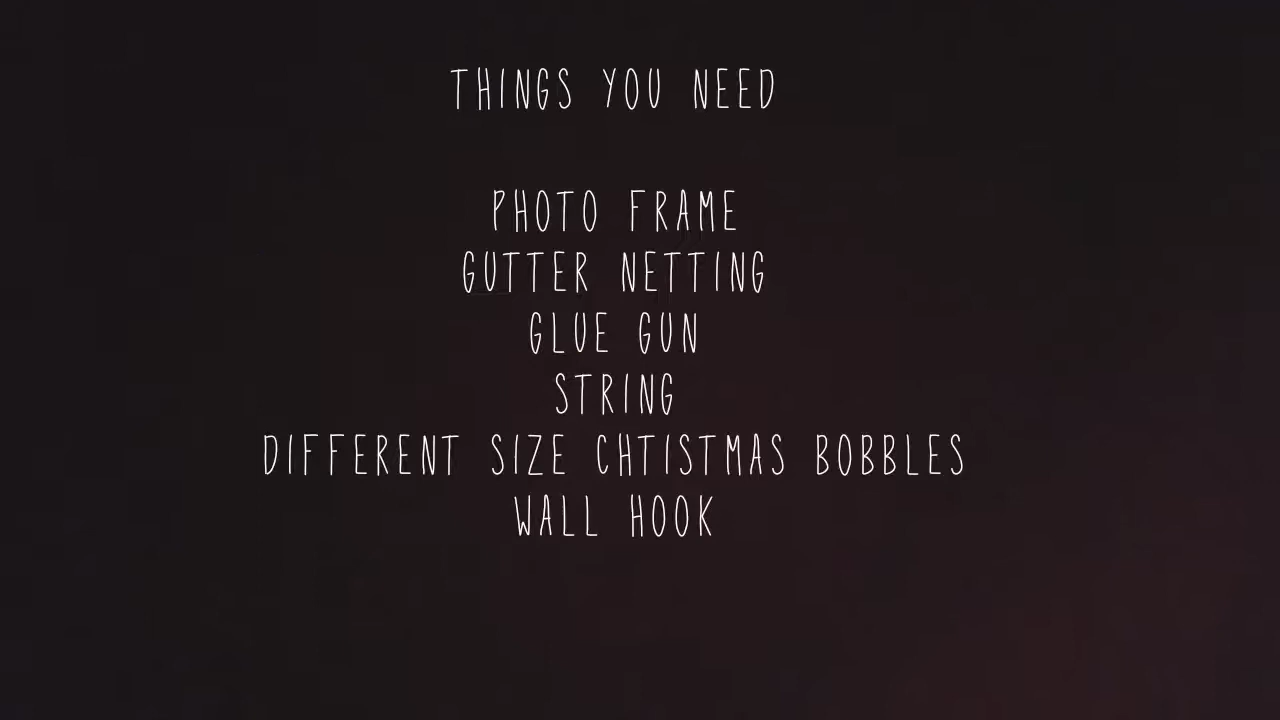 THINGS YOU NEED
PHOTO FRAME
GUTTER NETTING
GLUE GUN
STRING
DIFFERENT SIZE CHTISTMAS BOBBLES
WALL HOOK